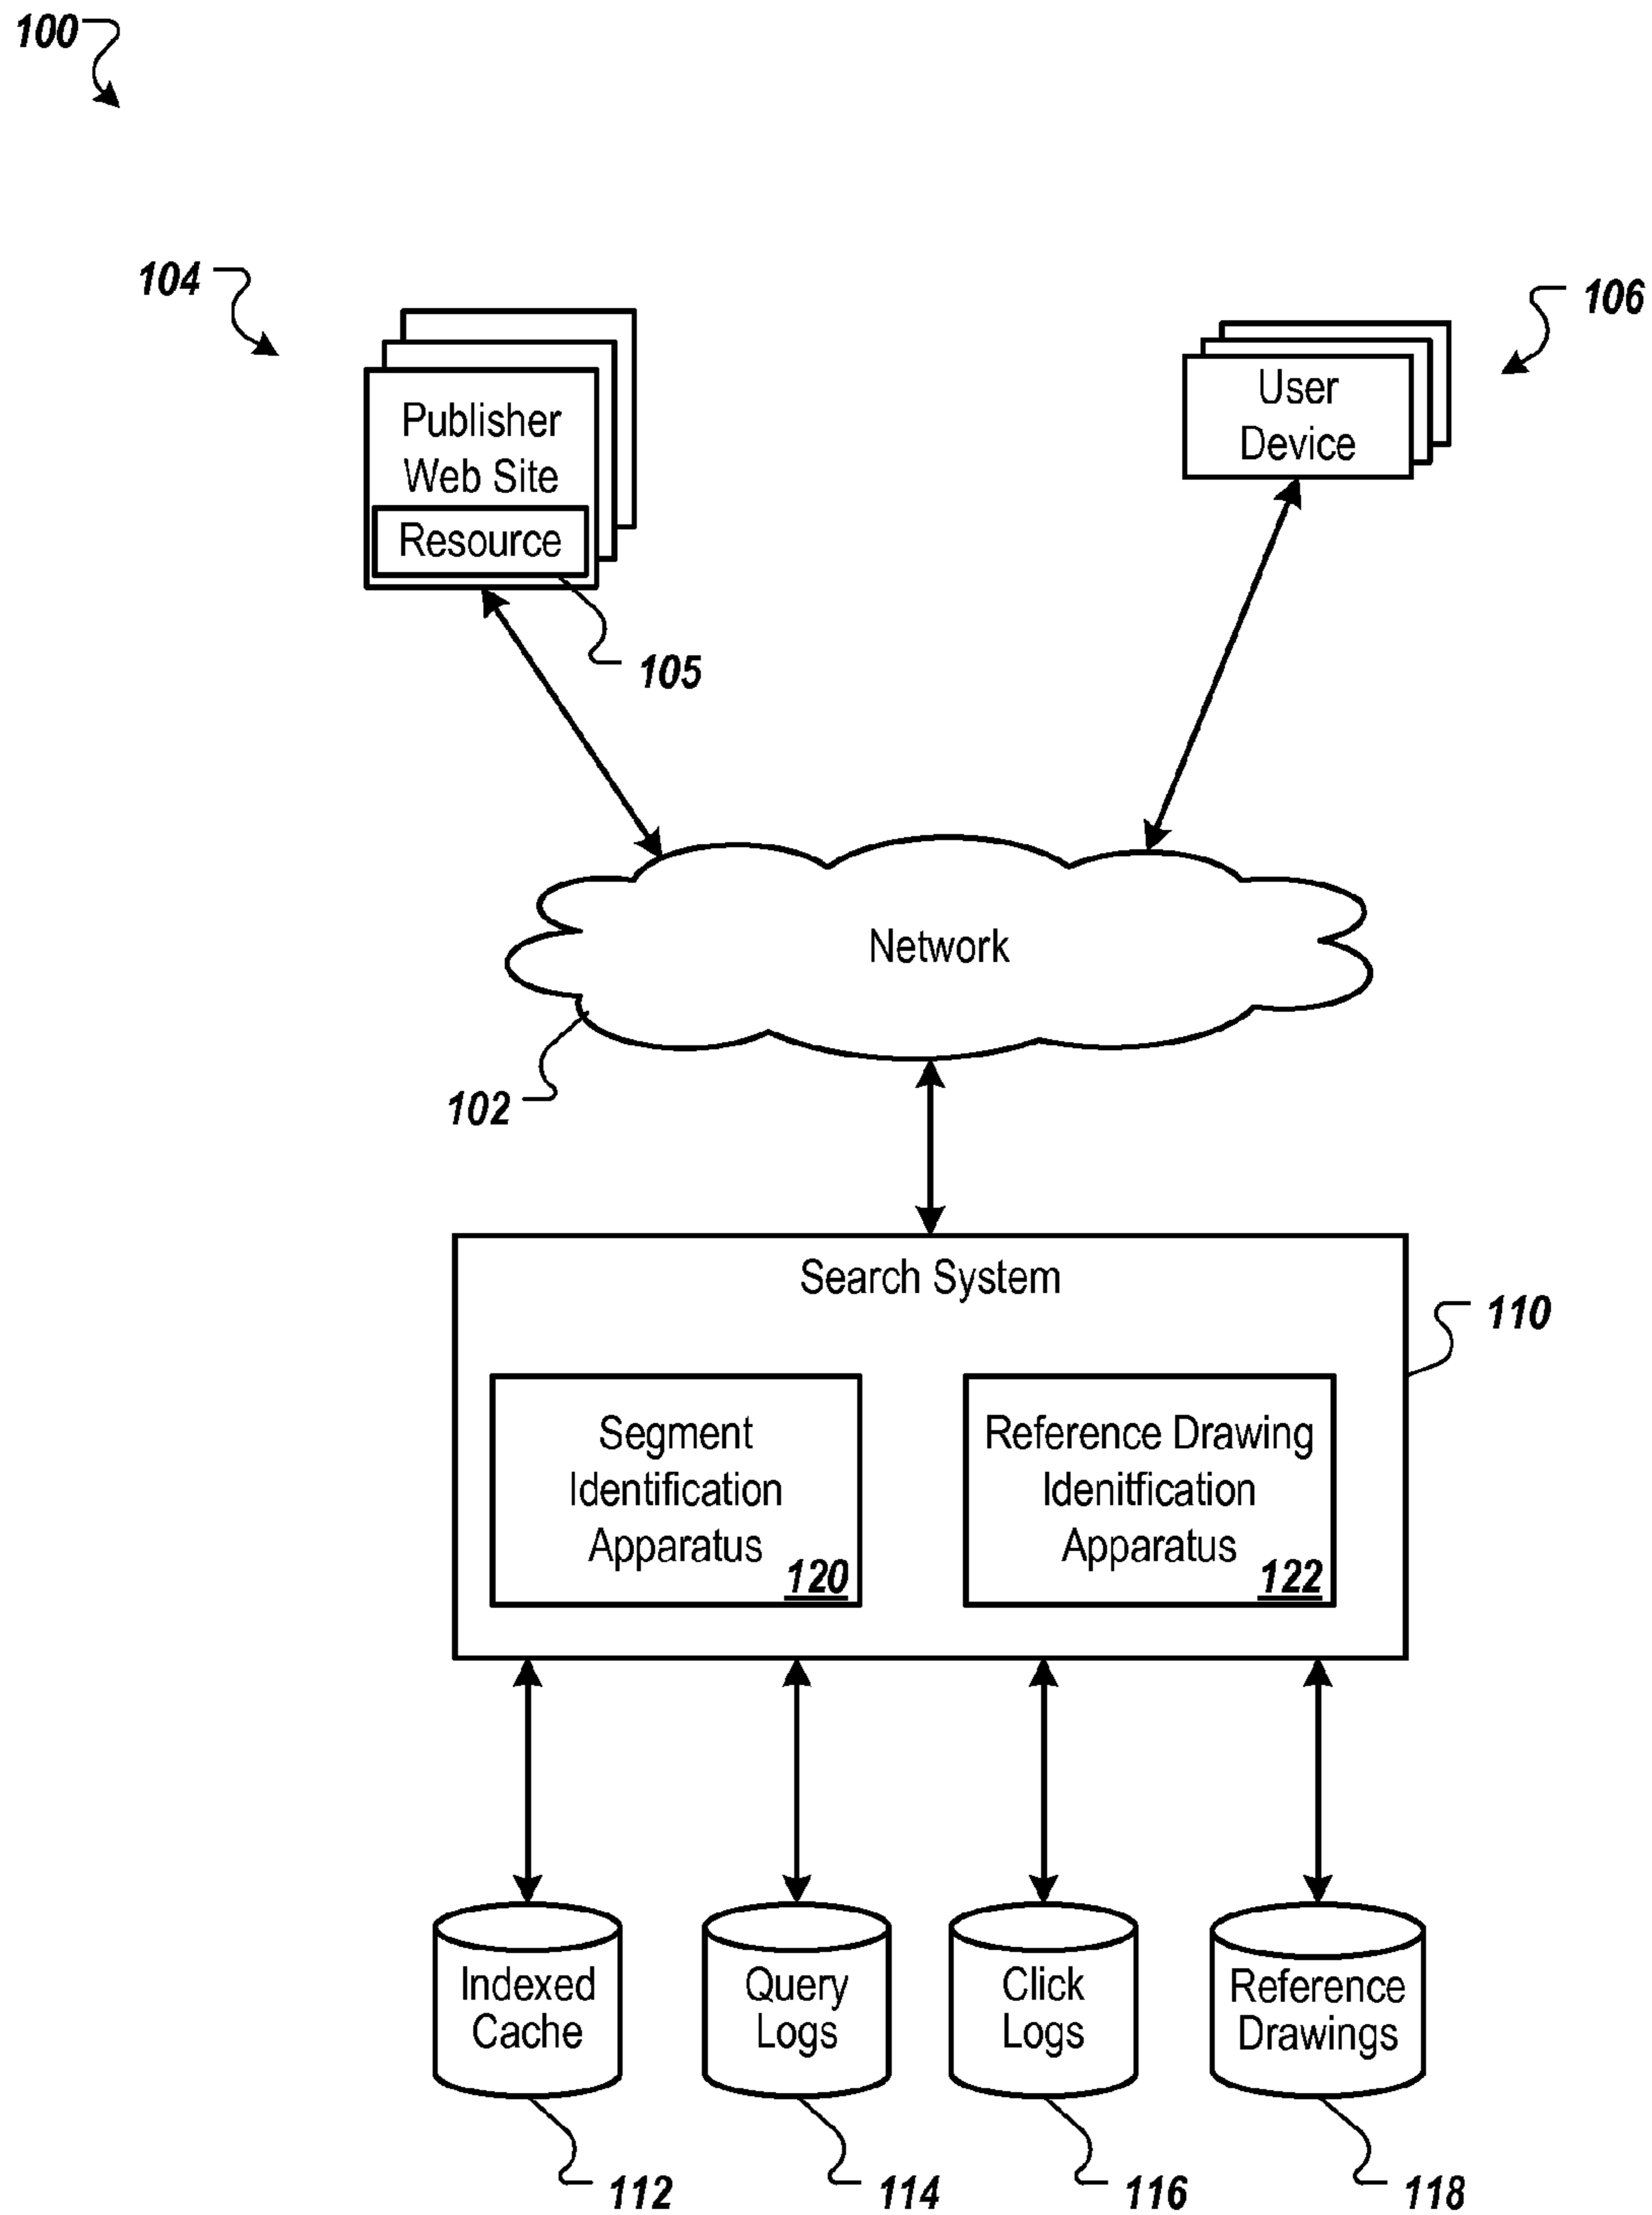 100
104
106
Publisher
Web Site
Resource
User
Device
105
Network
102
Search System
110
Segment
Identification
Apparatus
120
Reference Drawing
Idenitfication
Apparatus
122
Indexed
Cache
Query
Logs
Click
Logs
Reference
Drawings
112
114
116
118